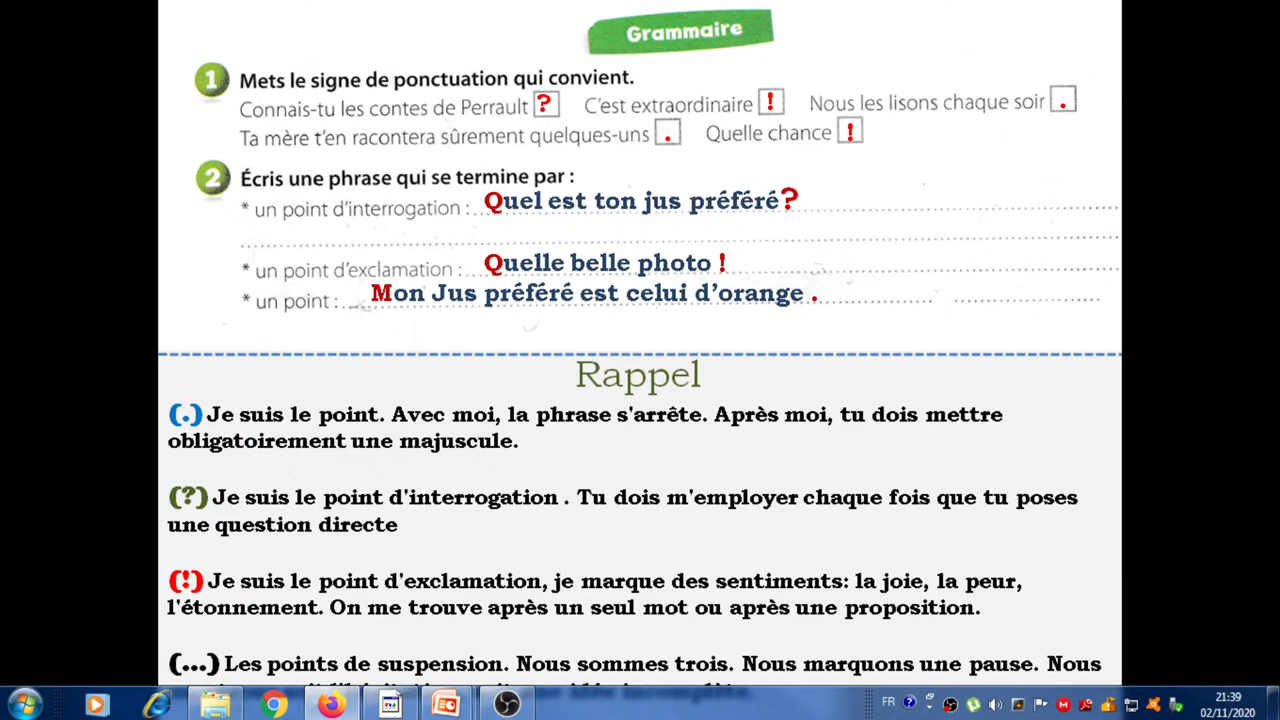 Grammaire
1 Mets le signe de ponctuation qui convient.
Connais-tu les contes de Perrault ? C'est extraordinaire ! Nous les lisons chaque soir .
Ta mère t'en racontera sûrement quelques-uns . Quelle chance !
2 Écris une phrase qui se termine par :
* un point d'interrogation : Quel est ton jus préféré?
* un point d'exclamation : Quelle belle photo !
* un point : Mon Jus préféré est celui d'orange .
Rappel
(.) Je suis le point. Avec moi, la phrase s'arrête. Après moi, tu dois mettre
obligatoirement une majuscule.
(?) Je suis le point d'interrogation . Tu dois m'employer chaque fois que tu poses
une question directe
(!) Je suis le point d'exclamation, je marque des sentiments: la joie, la peur,
l'étonnement. On me trouve après un seul mot ou après une proposition.
(...) Les points de suspension. Nous sommes trois. Nous marquons une pause. Nous
FR
21:39
02/11/2020